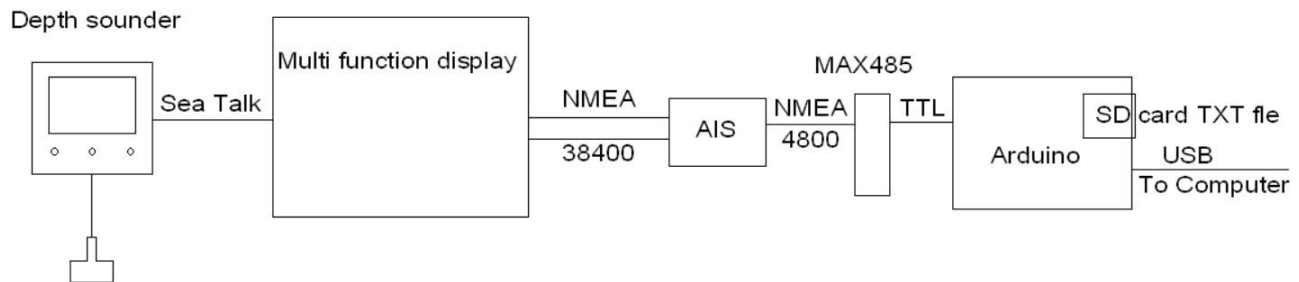 Depth sounder
Sea Talk
Multi function display
NMEA
38400
AIS
NMEA
4800
MAX485
TTL
Arduino
SD card TXT fle
USB
To Computer